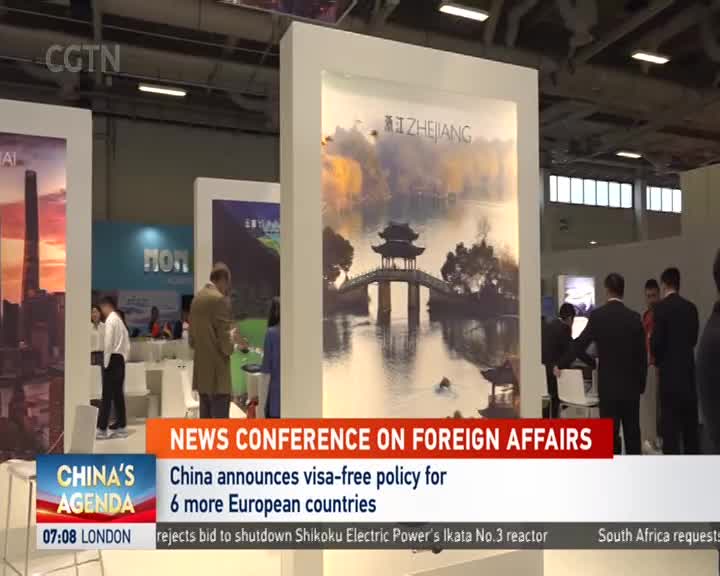 CGTN
浙江 ZHEJIANG
NEWS CONFERENCE ON FOREIGN AFFAIRS
CHINA'S
AGENDA
China announces visa-free policy for
6 more European countries
07:08 LONDON
rejects bid to shutdown Shikoku Electric Power's Ikata No.3 reactor
South Africa requests